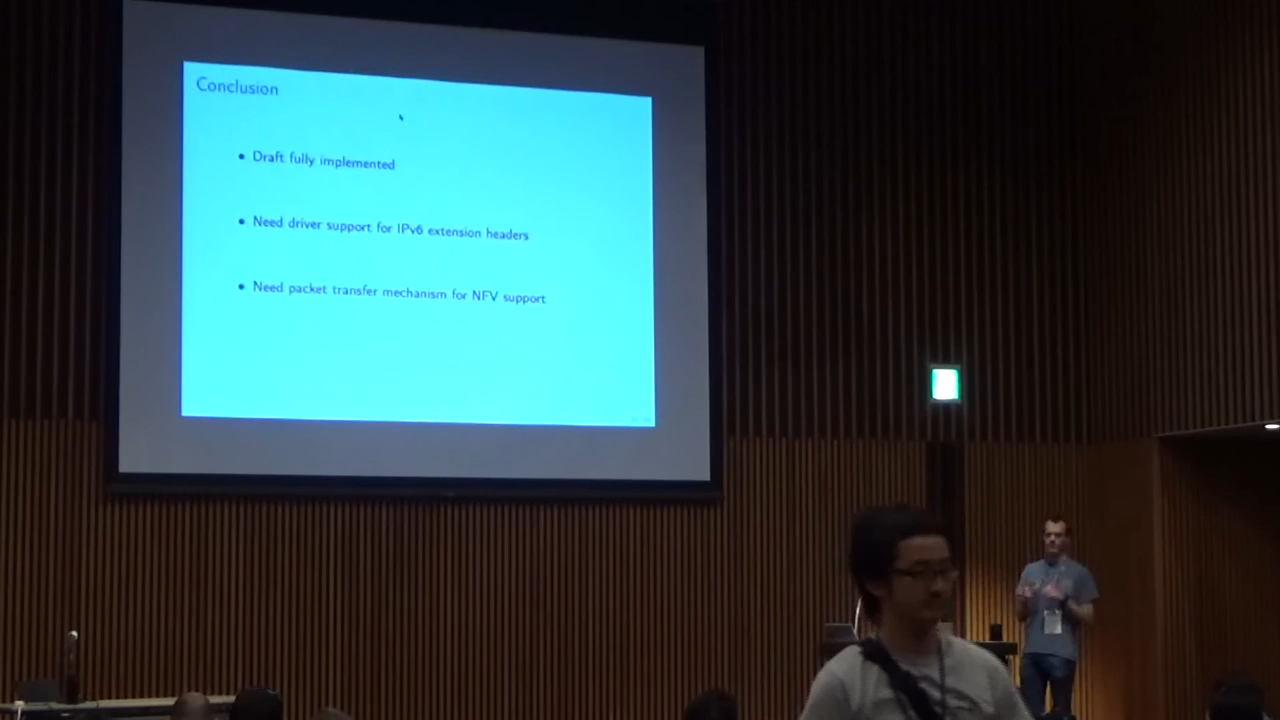 Conclusion
Draft fully implemented
Need driver support for IPv6 extension headers
Need packet transfer mechanism for NFV support